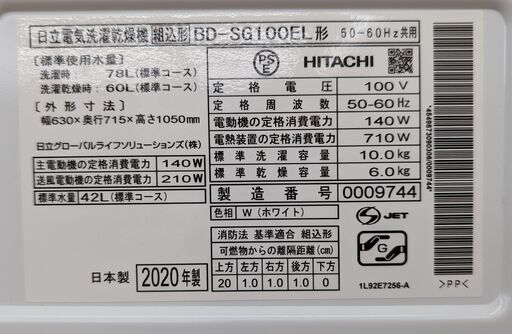 日立電気洗濯乾燥機 組込形 BD-SG100EL形 50-60Hz共用
[標準使用水量]
洗濯時 78L(標準コース)
洗濯乾燥時 60L(標準コース)
[外形寸法]
幅630×奥行715×高さ1050mm
日立グローバルライフソリューションズ(株)
主電動機の定格消費電力 140W
送風電動機の定格消費電力 210W
標準水量 42L(標準コース)
日本製 2020年製
PSE HITACHI
定格電圧 100V
定格周波数 50-60Hz
電動機の定格消費電力 140W
電熱装置の定格消費電力 710W
標準洗濯容量 10.0kg
標準乾燥容量 6.0kg
製造番号 0009744
色相 W(ホワイト)
消防法 基準適合 組込形
可燃物からの離隔距離(cm)
上方 左方 右方 前方 後方 下方
20 1.0 1.0 1.0 0
S JET
G
1L92E7256-A
*4549873090306/0009744*
>PP<